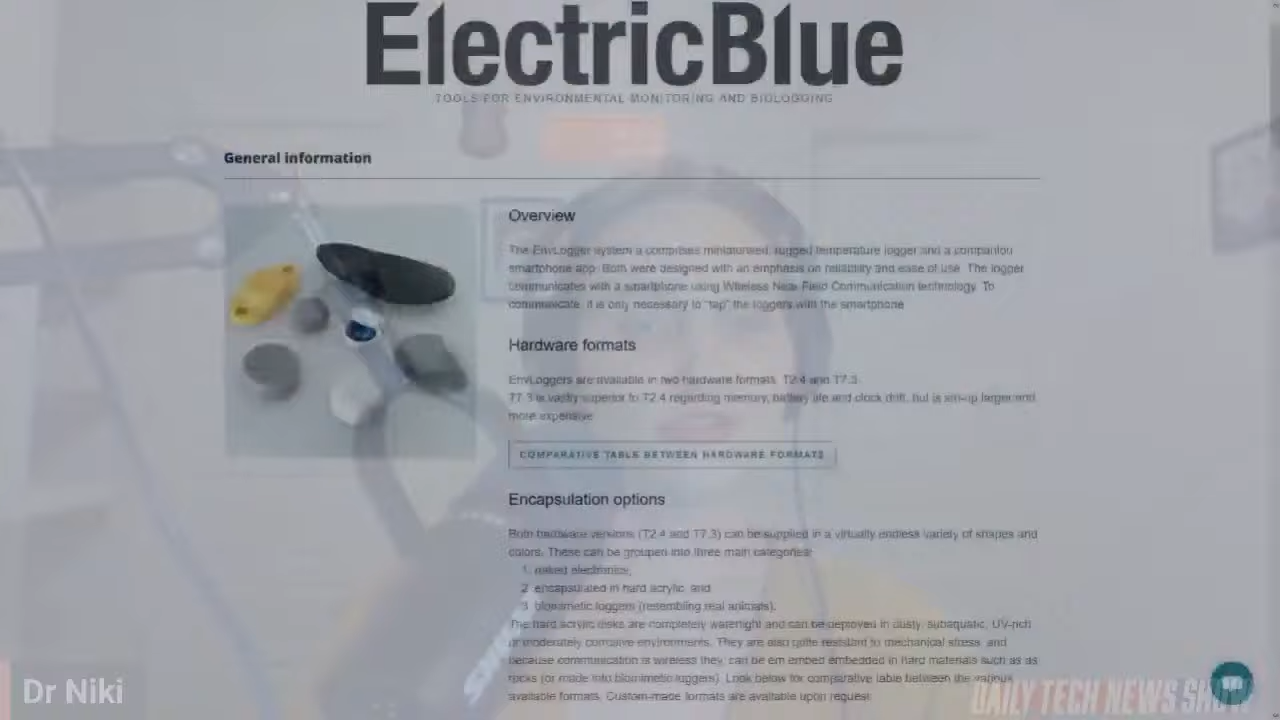 ElectricBlue
TOOLS FOR ENVIRONMENTAL MONITORING AND BIOLOGGING
General information
Overview
The EnvLogger system a comprises miniaturised, rugged temperature logger and a companion
smartphone app. Both were designed with an emphasis on reliability and ease of use. The logger
communicates with a smartphone using Wireless Near Field Communication technology. To
communicate, it is only necessary to "tap" the loggers with the smartphone
Hardware formats
EnvLoggers are available in two hardware formats, T2.4 and T7.3.
T7.3 is vastly superior to T2.4 regarding memory, battery life and clock drift, but is also larger and
more expensive
COMPARATIVE TABLE BETWEEN HARDWARE FORMATS
Encapsulation options
Both hardware versions (T2.4 and T7.3) can be supplied in a virtually endless variety of shapes and
colors. These can be grouped into three main categories:
1. naked electronics,
2. encapsulated in hard acrylic, and
3. biomimetic loggers (resembling real animals).
The hard acrylic disks are completely watertight and can be deployed in dusty, subaquatic, UV-rich
or moderately corrosive environments. They are also quite resistant to mechanical stress, and
because communication is wireless they, can be em embed embedded in hard materials such as as
rocks (or made into biomimetic loggers). Look below for comparative table between the various
available formats. Custom-made formats are available upon request
Dr Niki
DAILY TECH NEWS SHOW